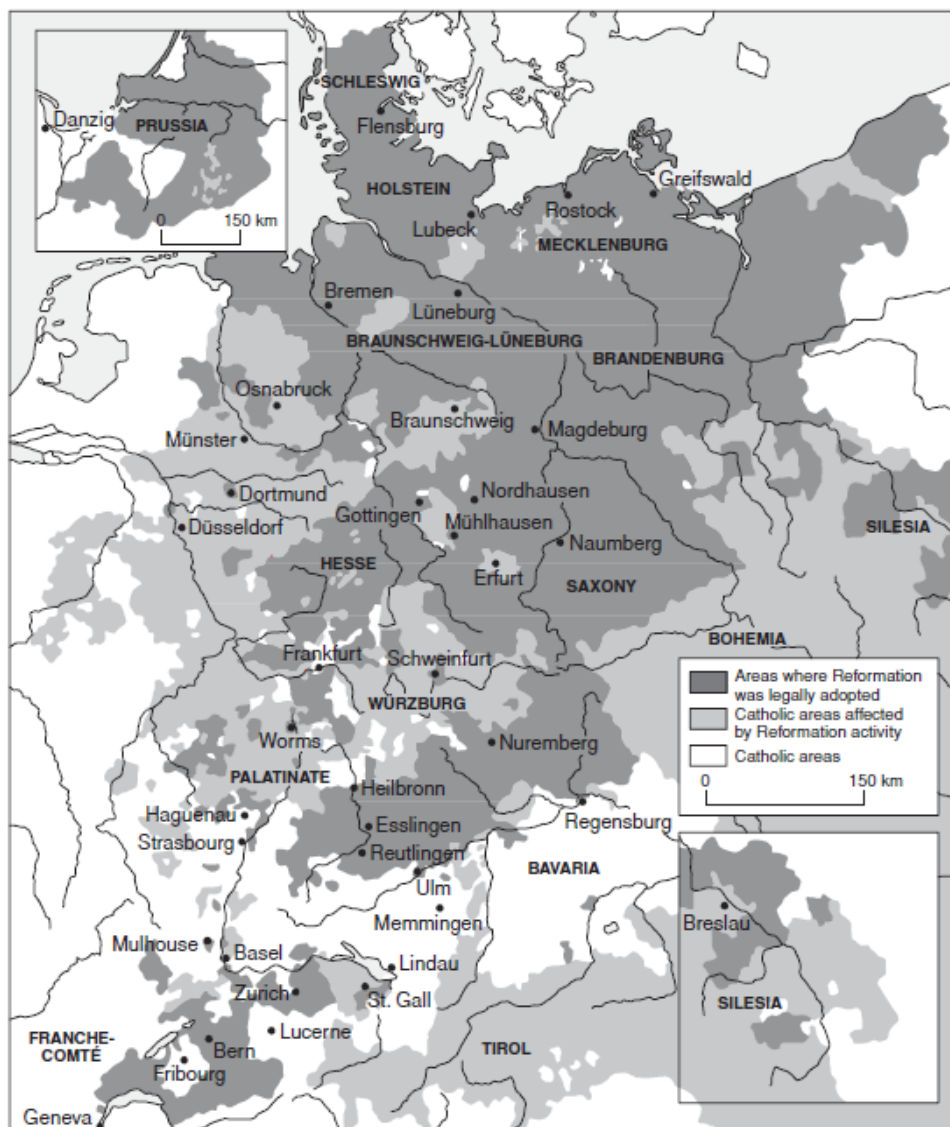 SCHLESWIG
Flensburg
Danzig
PRUSSIA
0 150 km
HOLSTEIN
Greifswald
Rostock
Lubeck
MECKLENBURG
Bremen
Lüneburg
BRAUNSCHWEIG-LÜNEBURG
BRANDENBURG
Osnabruck
Braunschweig
Münster
Magdeburg
Dortmund
Nordhausen
Gottingen
Düsseldorf
Mühlhausen
SILESIA
Naumberg
HESSE
Erfurt
SAXONY
BOHEMIA
Frankfurt
Schweinfurt
WÜRZBURG
Areas where Reformation
was legally adopted
Catholic areas affected
by Reformation activity
Catholic areas
0 150 km
Worms
Nuremberg
PALATINATE
Heilbronn
Haguenau
Regensburg
Esslingen
Strasbourg
Reutlingen
BAVARIA
Ulm
Memmingen
Breslau
Mulhouse
Basel
Lindau
Zurich
St. Gall
SILESIA
Lucerne
FRANCHE-
COMTÉ
Bern
TIROL
Fribourg
Geneva